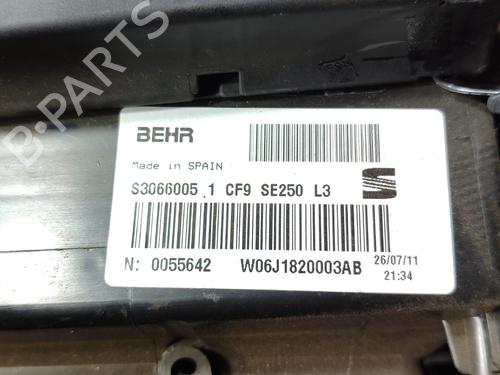 BEHR
Made in SPAIN
S3066005 1 CF9 SE250 L3
N: 0055642 W06J1820003AB 26/07/11
21:34
B-PARTS